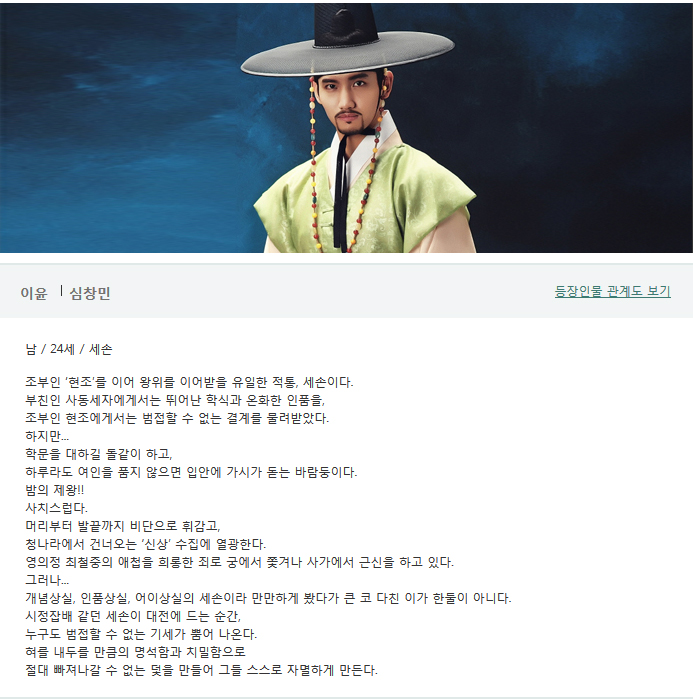 이윤 | 심창민
등장인물 관계도 보기
남 / 24세 / 세손
조부인 '현조'를 이어 왕위를 이어받을 유일한 적통, 세손이다.
부친인 사동세자에게서는 뛰어난 학식과 온화한 인품을,
조부인 현조에게서는 범접할 수 없는 결계를 물려받았다.
하지만...
학문을 대하길 돌같이 하고,
하루라도 여인을 품지 않으면 입안에 가시가 돋는 바람둥이다.
밤의 제왕!!
사치스럽다.
머리부터 발끝까지 비단으로 휘감고,
청나라에서 건너오는 '신상' 수집에 열광한다.
영의정 최철중의 애첩을 희롱한 죄로 궁에서 쫓겨나 사가에서 근신을 하고 있다.
그러나...
개념상실, 인품상실, 어이상실의 세손이라 만만하게 봤다가 큰 코 다친 이가 한둘이 아니다.
시정잡배 같던 세손이 대전에 드는 순간,
누구도 범접할 수 없는 기세가 뿜어 나온다.
혀를 내두를 만큼의 명석함과 치밀함으로
절대 빠져나갈 수 없는 덫을 만들어 그들 스스로 자멸하게 만든다.